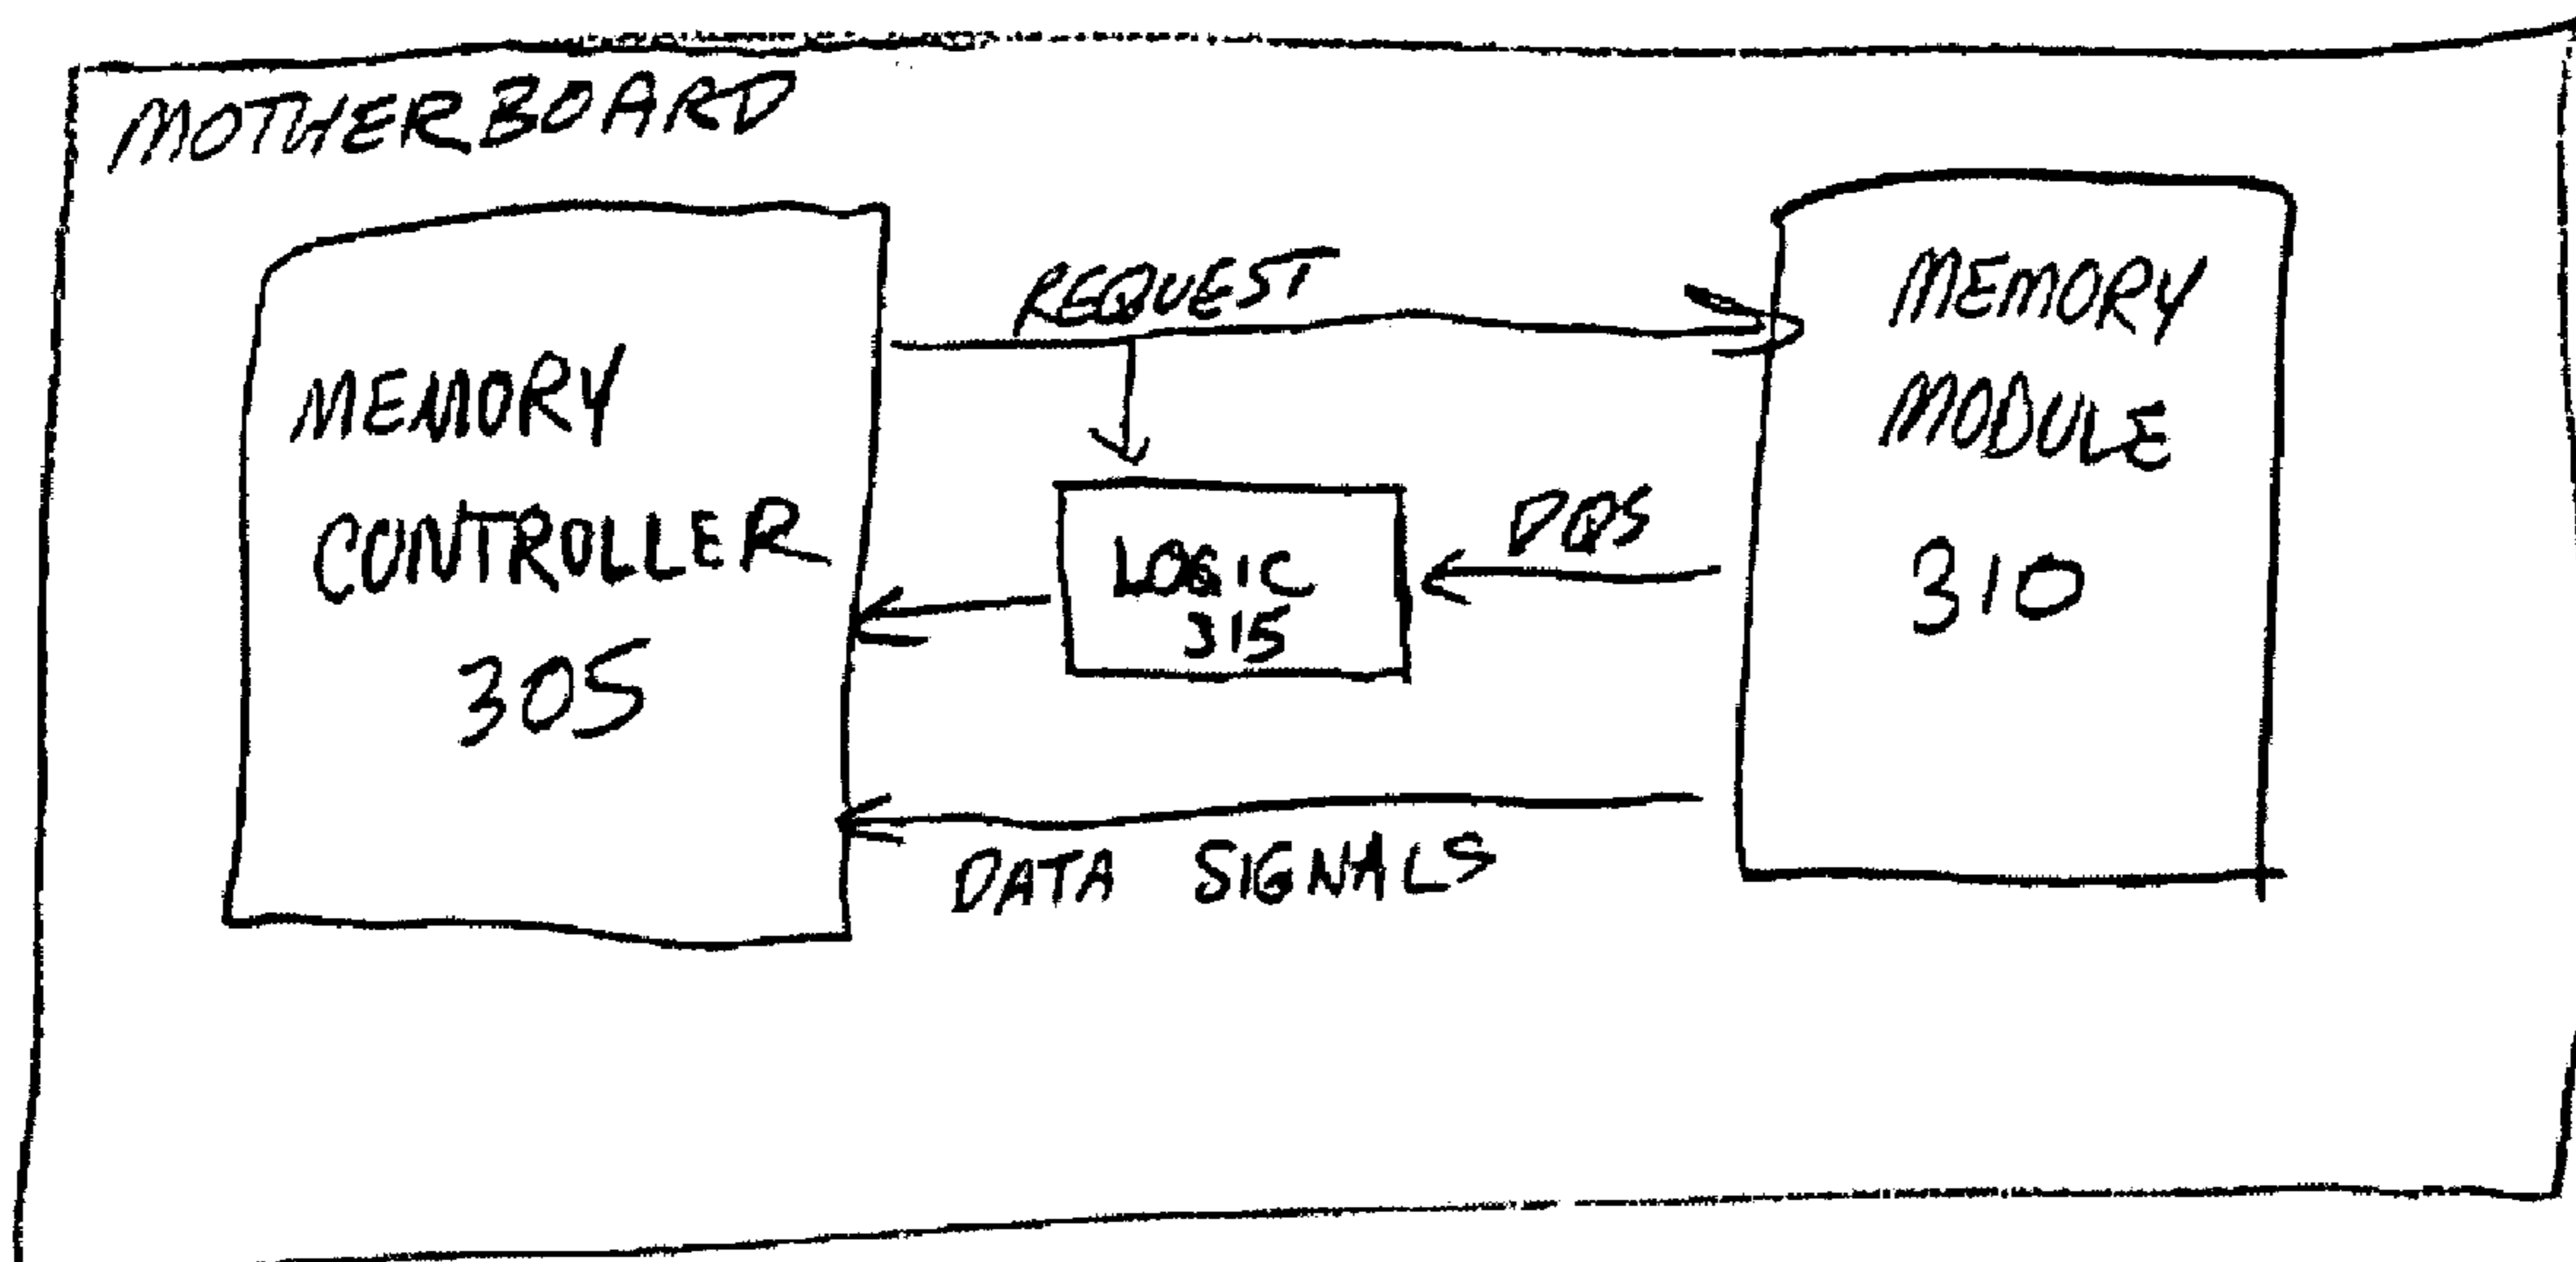 MOTHERBOARD
REQUEST
MEMORY
CONTROLLER
305
LOGIC
315
DQS
MEMORY
MODULE
310
DATA SIGNALS